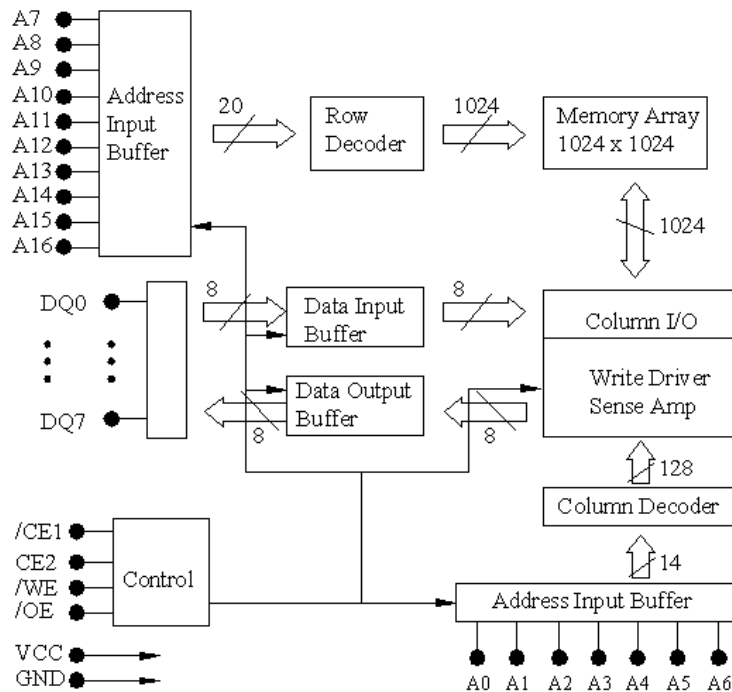 A7
A8
A9
A10
A11
A12
A13
A14
A15
A16
Address
Input
Buffer
20
Row
Decoder
1024
Memory Array
1024 x 1024
1024
DQ0
DQ7
8
Data Input
Buffer
8
Column I/O
Write Driver
Sense Amp
8
Data Output
Buffer
8
128
Column Decoder
14
Address Input Buffer
A0
A1
A2
A3
A4
A5
A6
/CE1
CE2
/WE
/OE
Control
VCC
GND